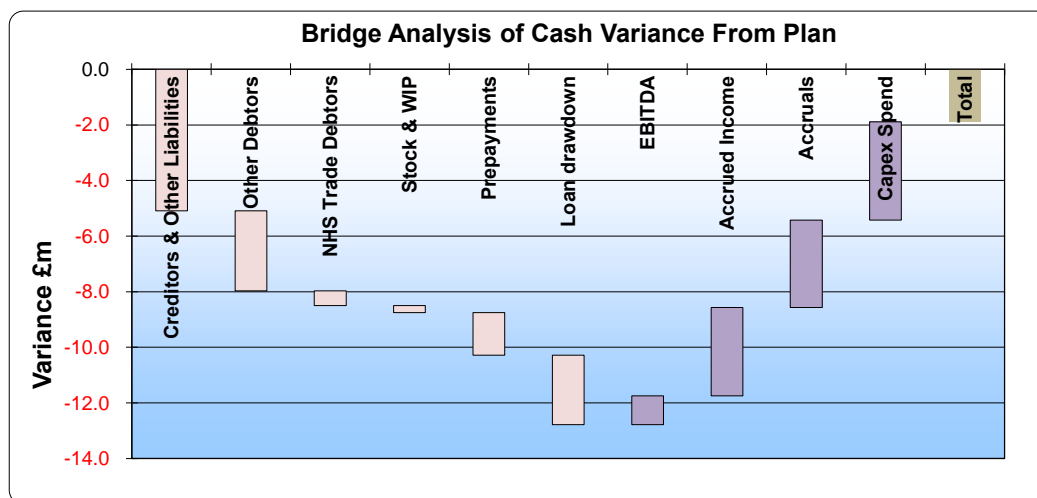 Bridge Analysis of Cash Variance From Plan
Variance £m
0.0
-2.0
-4.0
-6.0
-8.0
-10.0
-12.0
-14.0
Creditors & Other Liabilities
Other Debtors
NHS Trade Debtors
Stock & WIP
Prepayments
Loan drawdown
EBITDA
Accrued Income
Accruals
Capex Spend
Total